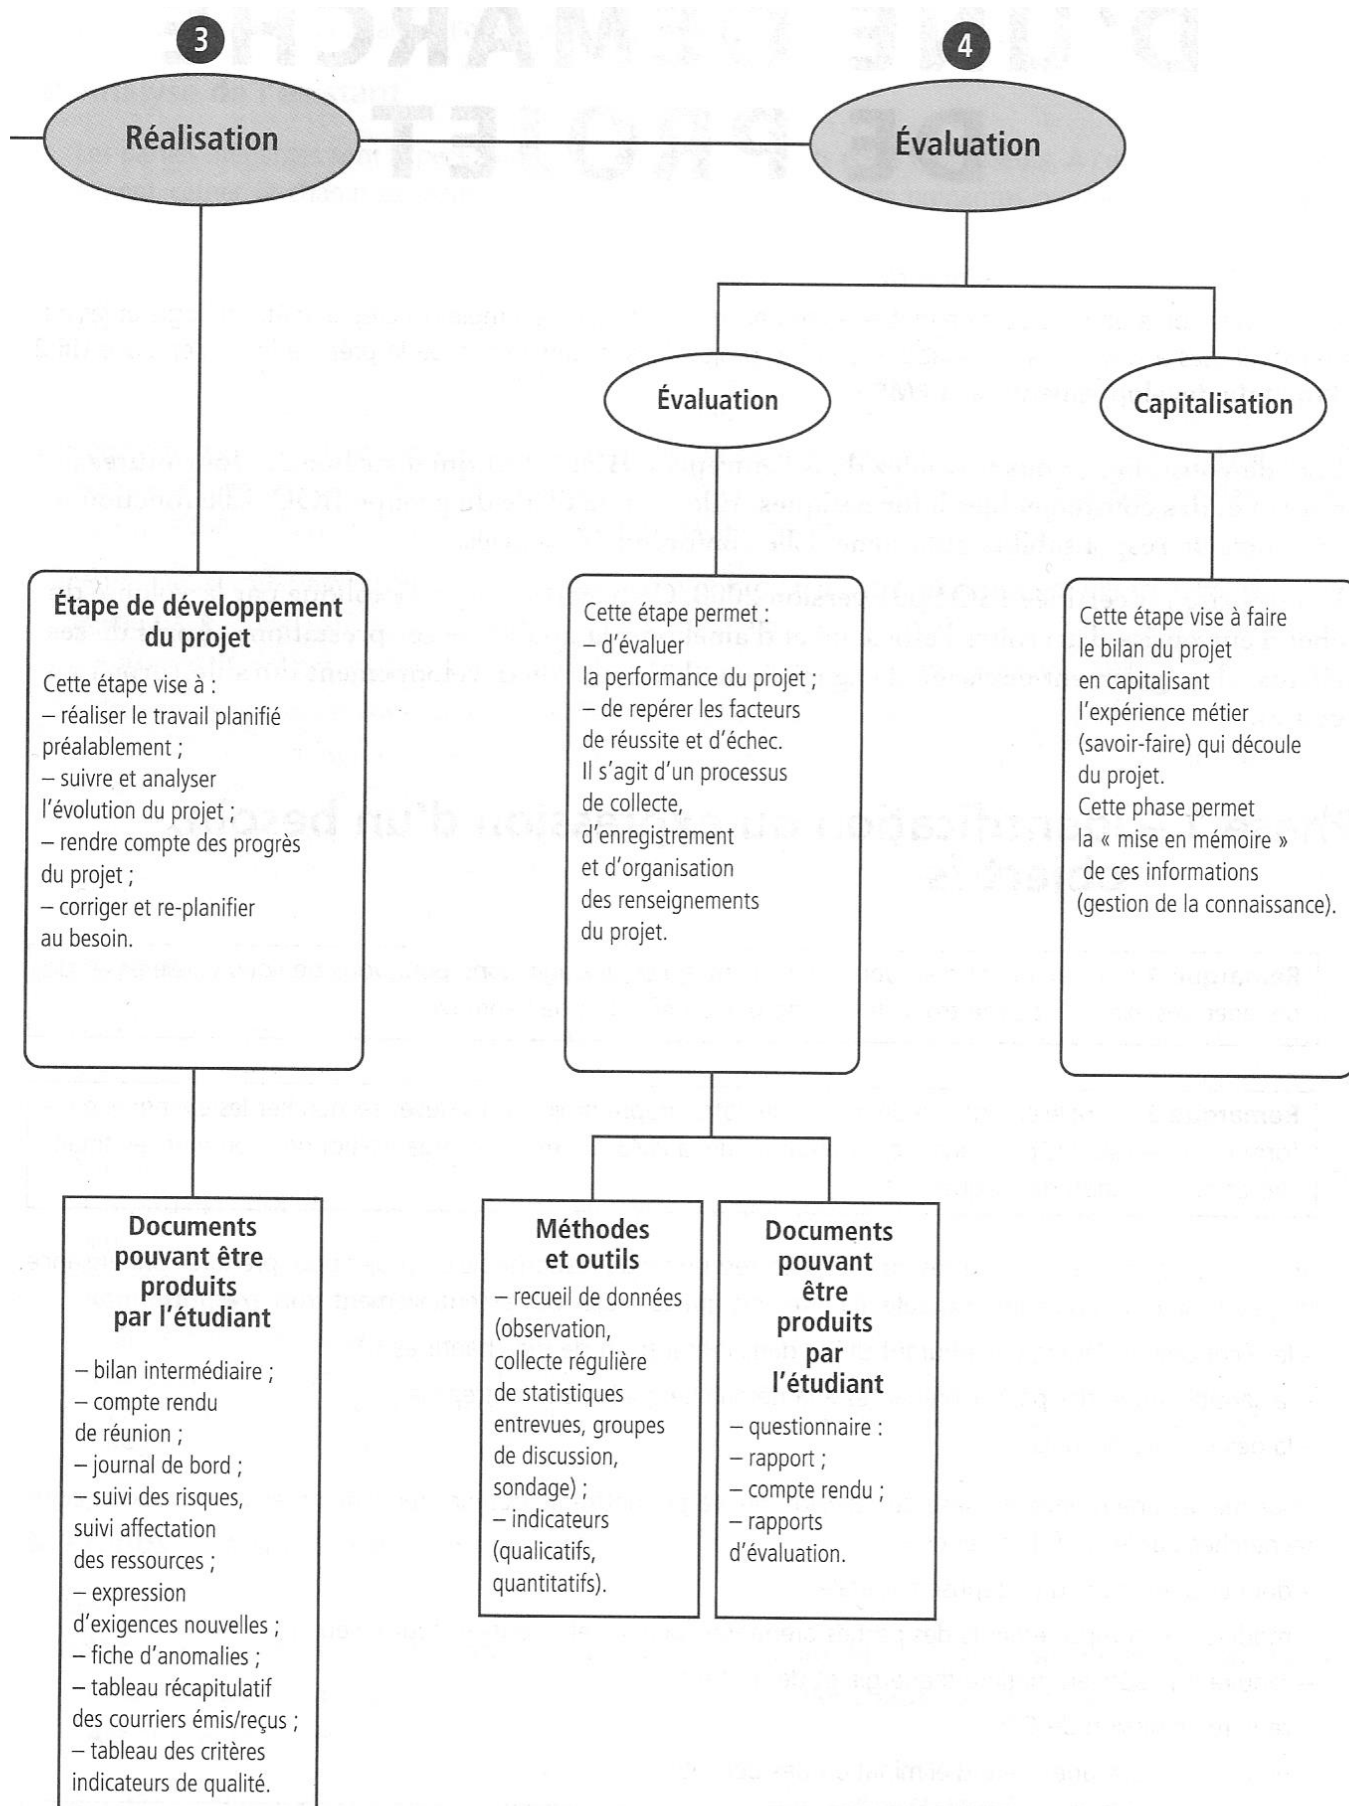 3
Réalisation
Étape de développement
du projet
Cette étape vise à :
– réaliser le travail planifié
préalablement ;
– suivre et analyser
l'évolution du projet ;
– rendre compte des progrès
du projet ;
– corriger et re-planifier
au besoin.
Documents
pouvant être
produits
par l'étudiant
– bilan intermédiaire ;
– compte rendu
de réunion ;
– journal de bord ;
– suivi des risques,
suivi affectation
des ressources ;
– expression
d'exigences nouvelles ;
– fiche d'anomalies ;
– tableau récapitulatif
des courriers émis/reçus ;
– tableau des critères
indicateurs de qualité.
4
Évaluation
Évaluation
Cette étape permet :
– d'évaluer
la performance du projet ;
– de repérer les facteurs
de réussite et d'échec.
Il s'agit d'un processus
de collecte,
d'enregistrement
et d'organisation
des renseignements
du projet.
Méthodes
et outils
– recueil de données
(observation,
collecte régulière
de statistiques
entrevues, groupes
de discussion,
sondage) ;
– indicateurs
(qualicatifs,
quantitatifs).
Documents
pouvant
être
produits
par
l'étudiant
– questionnaire :
– rapport ;
– compte rendu ;
– rapports
d'évaluation.
Capitalisation
Cette étape vise à faire
le bilan du projet
en capitalisant
l'expérience métier
(savoir-faire) qui découle
du projet.
Cette phase permet
la « mise en mémoire »
de ces informations
(gestion de la connaissance).